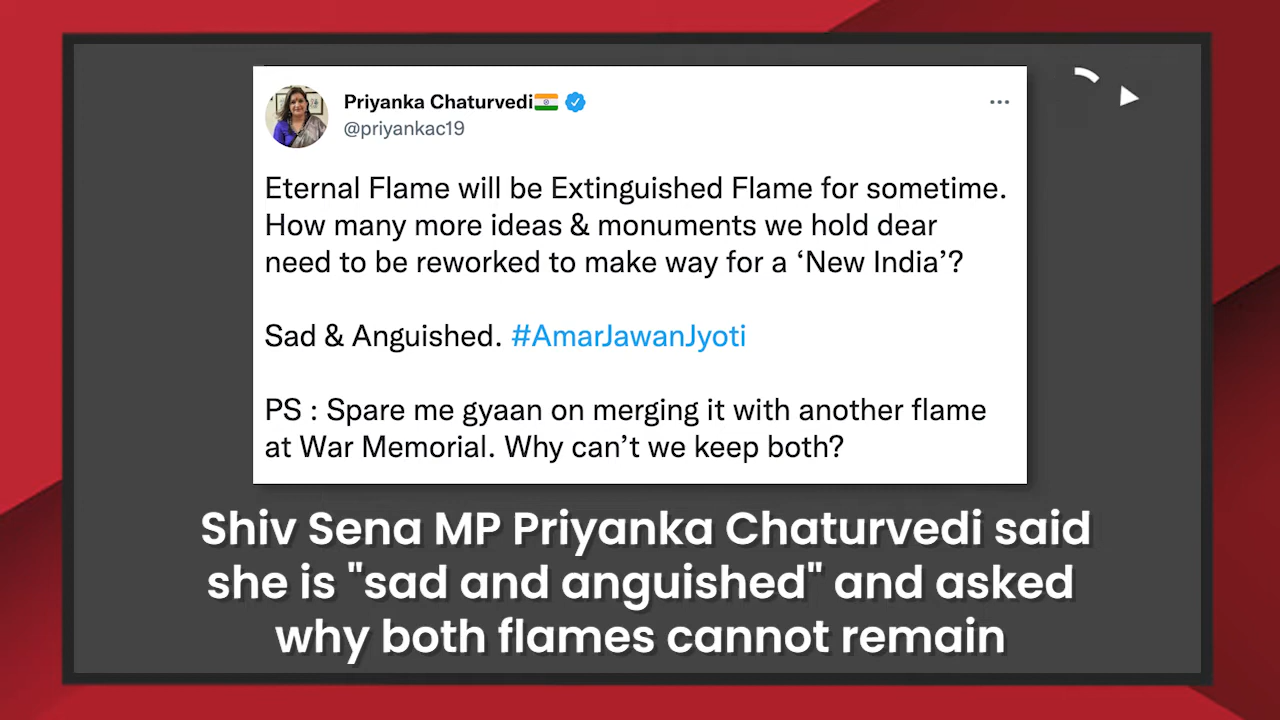 Priyanka Chaturvedi
@priyankac19
Eternal Flame will be Extinguished Flame for sometime.
How many more ideas & monuments we hold dear
need to be reworked to make way for a ‘New India’?
Sad & Anguished. #AmarJawanJyoti
PS : Spare me gyaan on merging it with another flame
at War Memorial. Why can’t we keep both?
Shiv Sena MP Priyanka Chaturvedi said
she is "sad and anguished" and asked
why both flames cannot remain